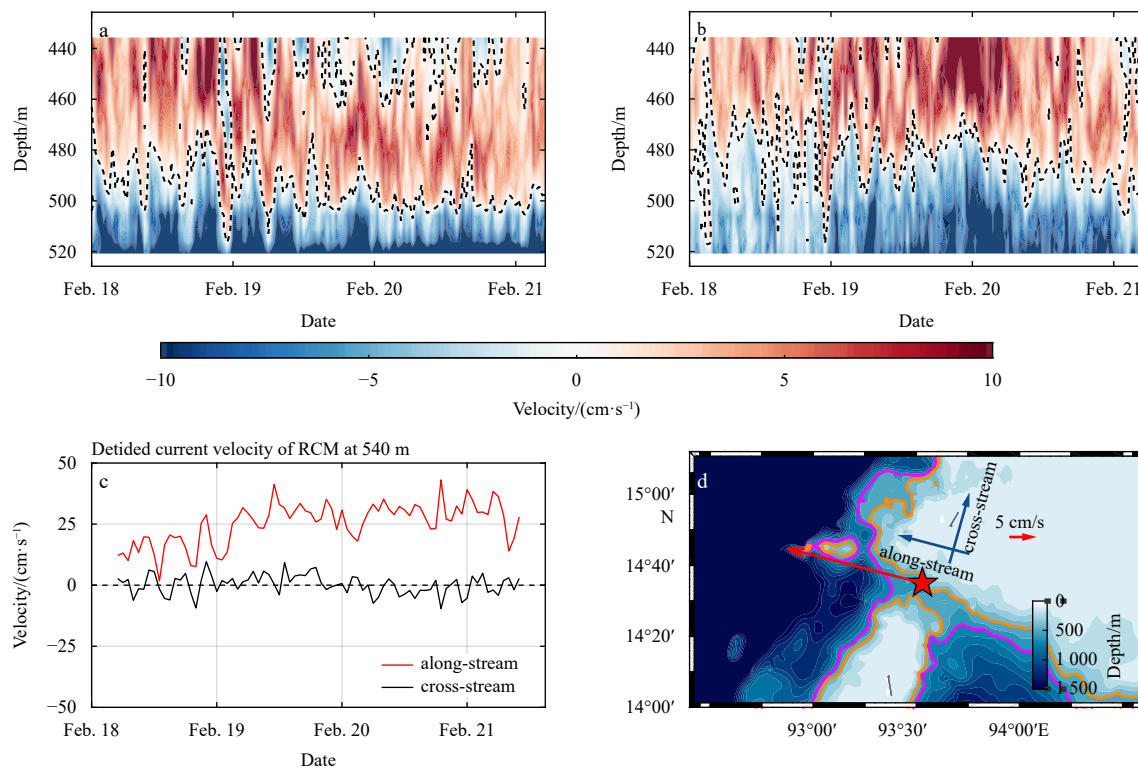 a
440
460
480
500
520
Depth/m
Feb. 18
Feb. 19
Feb. 20
Feb. 21
Date
b
440
460
480
500
520
Depth/m
Feb. 18
Feb. 19
Feb. 20
Feb. 21
Date
−10
−5
0
5
10
Velocity/(cm·s⁻¹)
Detided current velocity of RCM at 540 m
c
50
25
0
−25
−50
Velocity/(cm·s⁻¹)
along-stream
cross-stream
Feb. 18
Feb. 19
Feb. 20
Feb. 21
Date
d
15°00′
N
14°40′
14°20′
14°00′
93°00′
93°30′
94°00′E
cross-stream
along-stream
5 cm/s
0
500
1 000
1 500
Depth/m